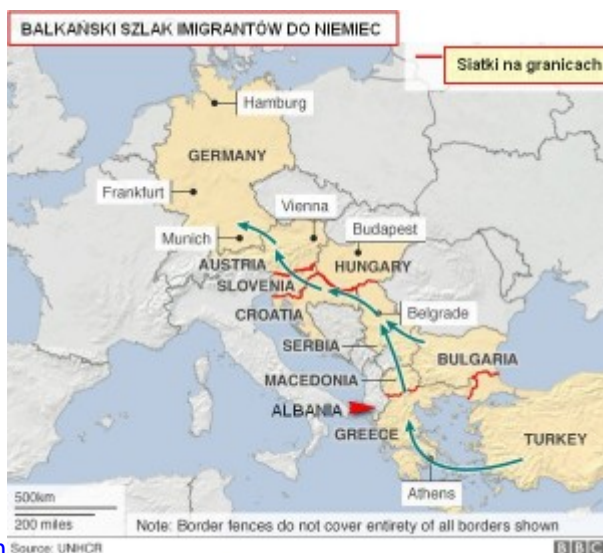 BAŁKAŃSKI SZLAK IMIGRANTÓW DO NIEMIEC
Siatki na granicach
Hamburg
GERMANY
Frankfurt
Vienna
Budapest
Munich
AUSTRIA
HUNGARY
SLOVENIA
CROATIA
Belgrade
SERBIA
BULGARIA
MACEDONIA
ALBANIA
GREECE
TURKEY
Athens
500km
200 miles
Note: Border fences do not cover entirety of all borders shown
Source: UNHCR
BBC